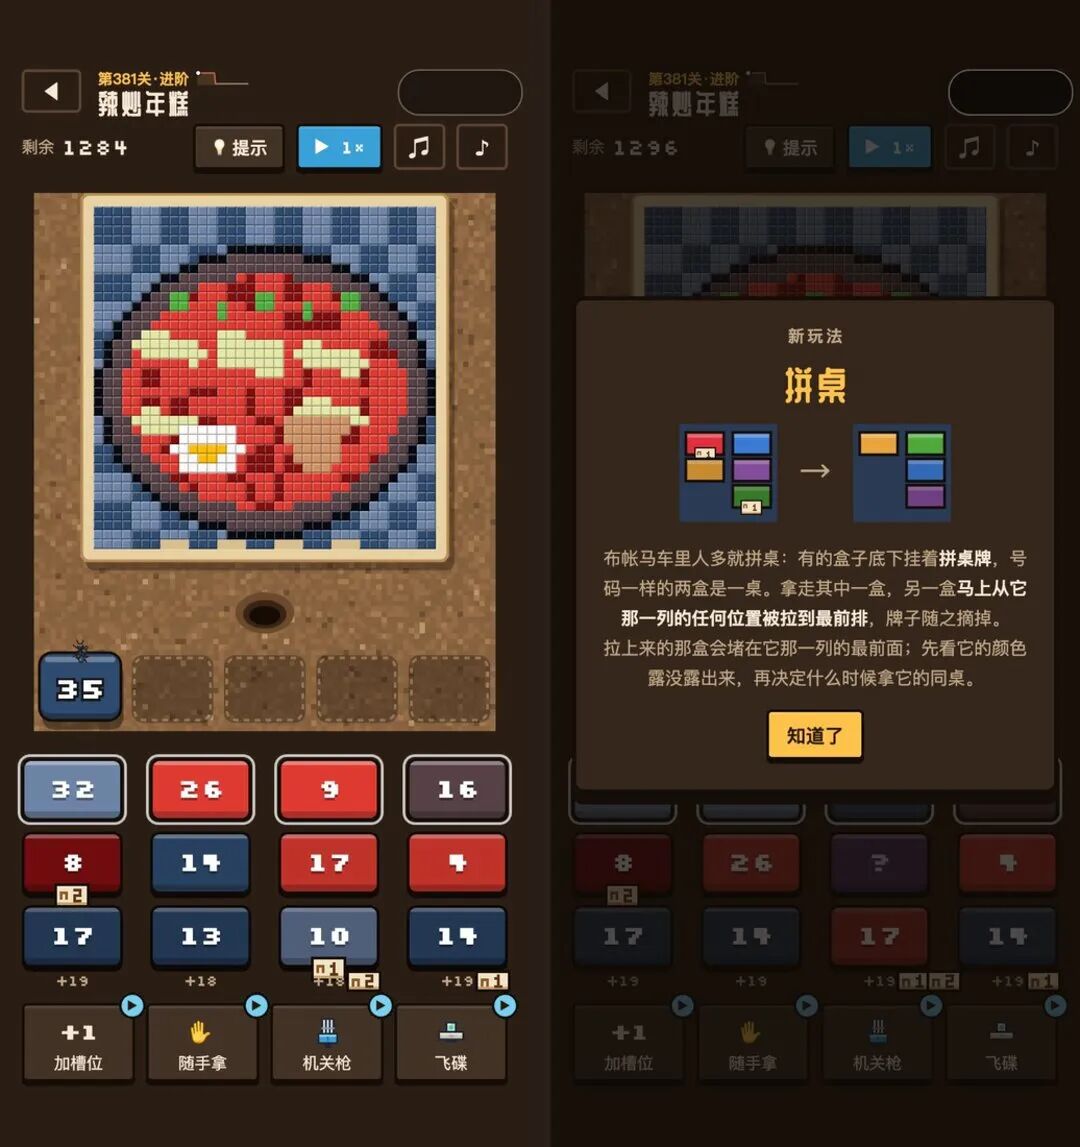 第381关·进阶
辣炒年糕
剩余 1284
提示
1×
35
32
26
9
16
8
14
17
4
n2
17
13
10
14
n1
n2
n1
+19
+18
+18
+19
+1
加槽位
随手拿
机关枪
飞碟
第381关·进阶
辣炒年糕
剩余 1296
提示
1×
新玩法
拼桌
n1
n1
布帐马车里人多就拼桌：有的盒子底下挂着拼桌牌，号
码一样的两盒是一桌。拿走其中一盒，另一盒马上从它
那一列的任何位置被拉到最前排，牌子随之摘掉。
拉上来的那盒会堵在它那一列的最前面；先看它的颜色
露没露出来，再决定什么时候拿它的同桌。
知道了
8
26
?
4
n2
17
14
17
14
+19
+19
+19
n1
n2
+19
n1
+1
加槽位
随手拿
机关枪
飞碟